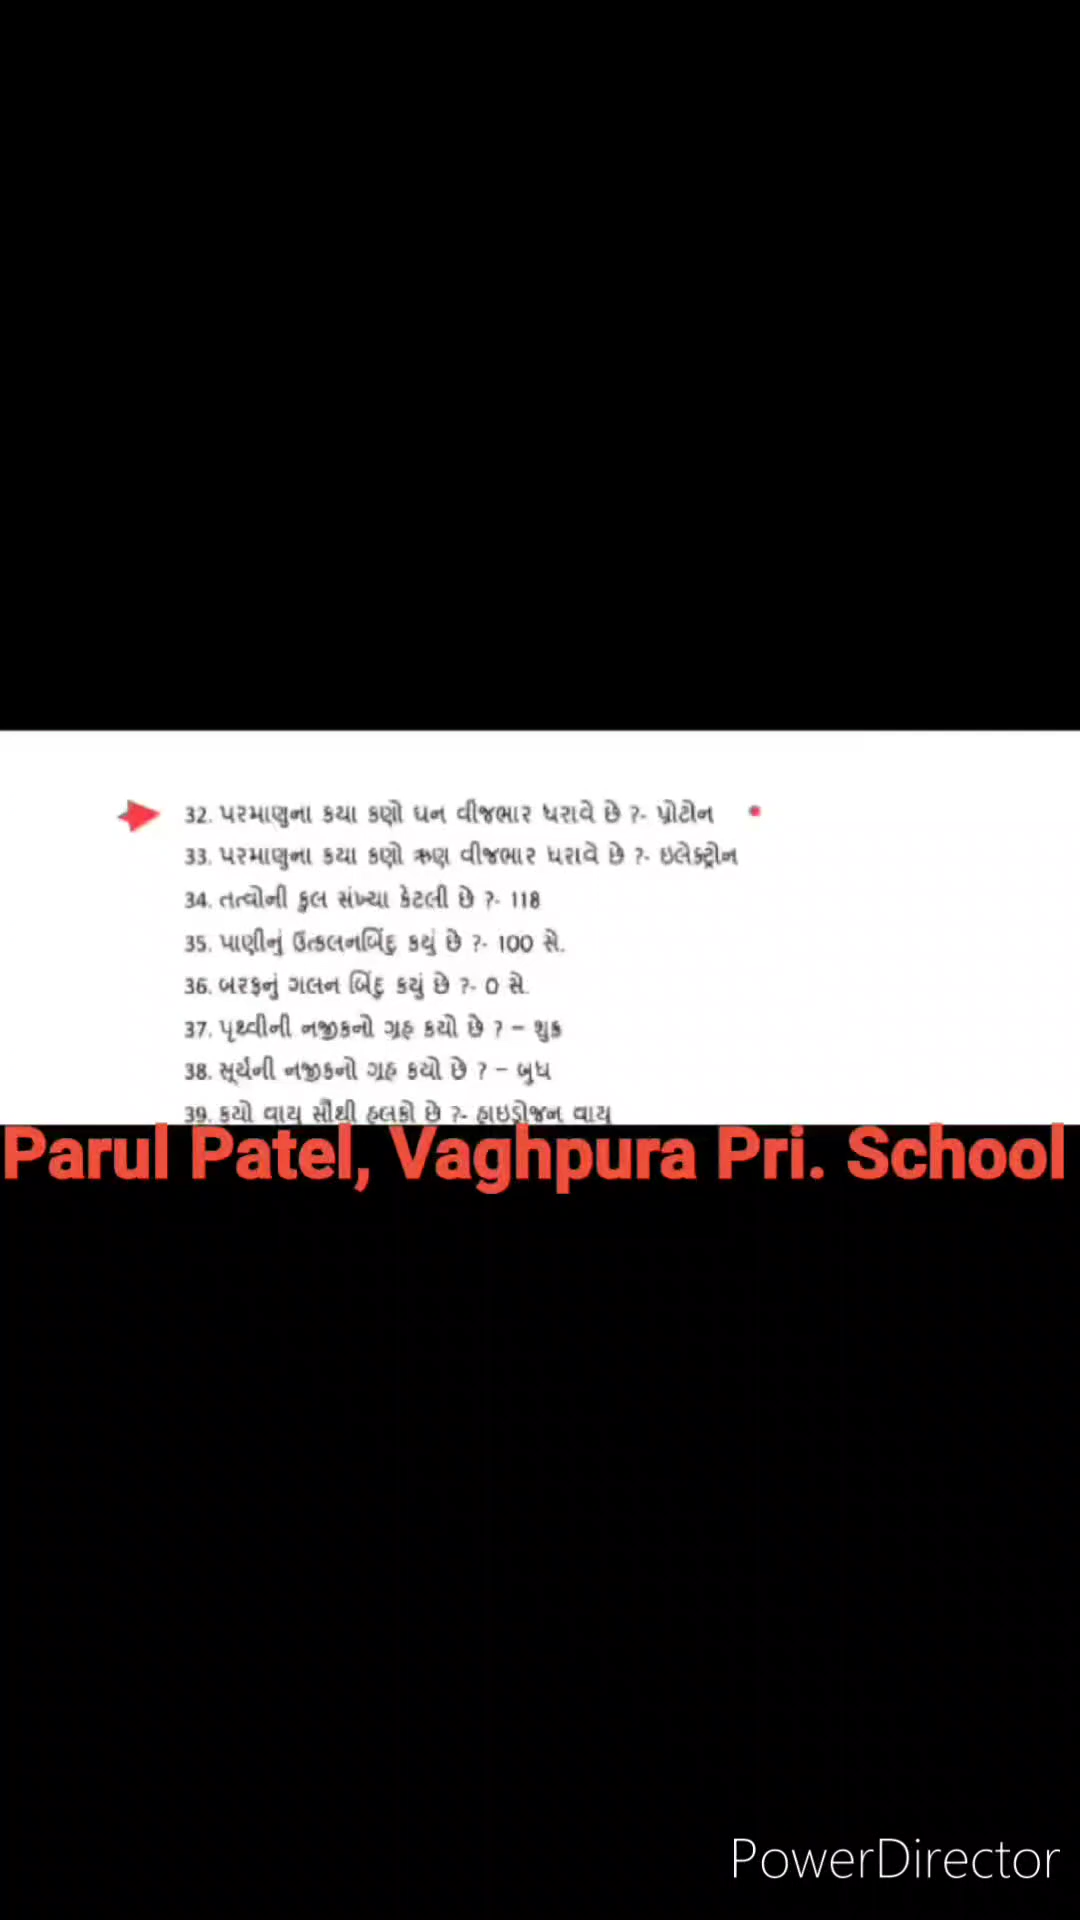 32. પરમાણુના કયા કણો ધન વીજભાર ધરાવે છે ?- પ્રોટોન
33. પરમાણુના કયા કણો ઋણ વીજભાર ધરાવે છે ?- ઇલેક્ટ્રોન
34. તત્વોની કુલ સંખ્યા કેટલી છે ?- 118
35. પાણીનું ઉત્કલનબિંદુ કયું છે ?- 100 સે.
36. બરફનું ગલન બિંદુ કયું છે ?- 0 સે.
37. પૃથ્વીની નજીકનો ગ્રહ કયો છે ? – શુક્ર
38. સૂર્યની નજીકનો ગ્રહ કયો છે ? – બુધ
39. કયો વાયુ સૌથી હલકો છે ?- હાઇડ્રોજન વાયુ
Parul Patel, Vaghpura Pri. School
PowerDirector